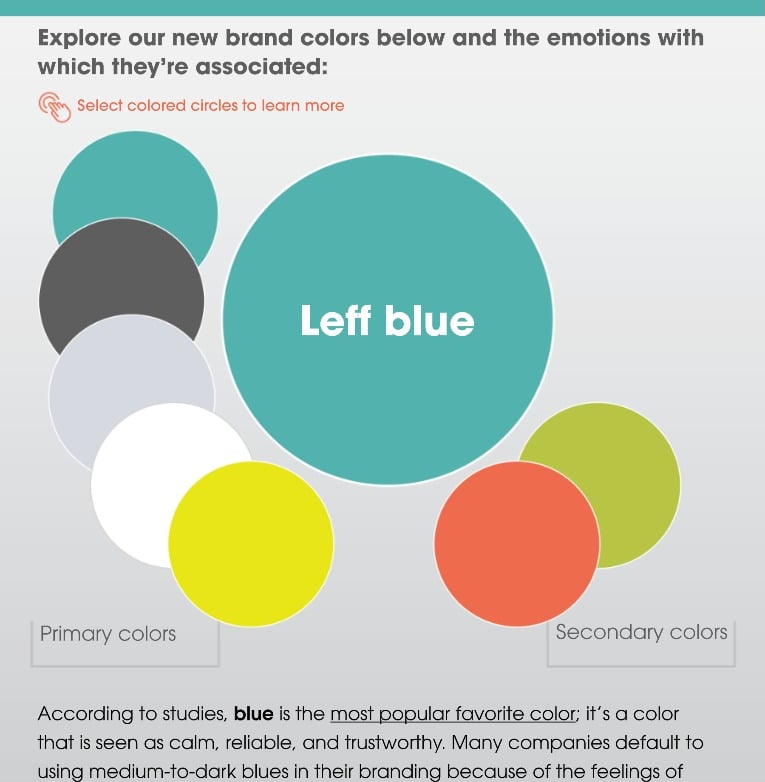 Explore our new brand colors below and the emotions with
which they're associated:
Select colored circles to learn more
Leff blue
Primary colors
Secondary colors
According to studies, blue is the most popular favorite color; it's a color
that is seen as calm, reliable, and trustworthy. Many companies default to
using medium-to-dark blues in their branding because of the feelings of